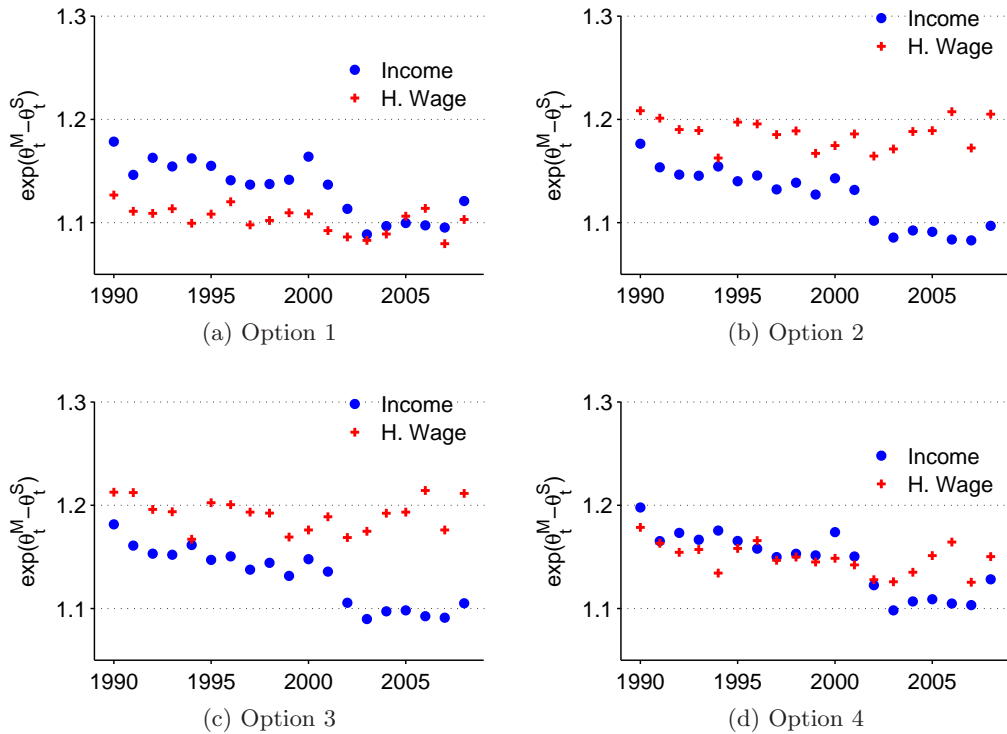 1.3
1.2
1.1
exp(θ_t^M−θ_t^S)
Income
H. Wage
1990 1995 2000 2005
(a) Option 1
1.3
1.2
1.1
exp(θ_t^M−θ_t^S)
Income
H. Wage
1990 1995 2000 2005
(b) Option 2
1.3
1.2
1.1
exp(θ_t^M−θ_t^S)
Income
H. Wage
1990 1995 2000 2005
(c) Option 3
1.3
1.2
1.1
exp(θ_t^M−θ_t^S)
Income
H. Wage
1990 1995 2000 2005
(d) Option 4